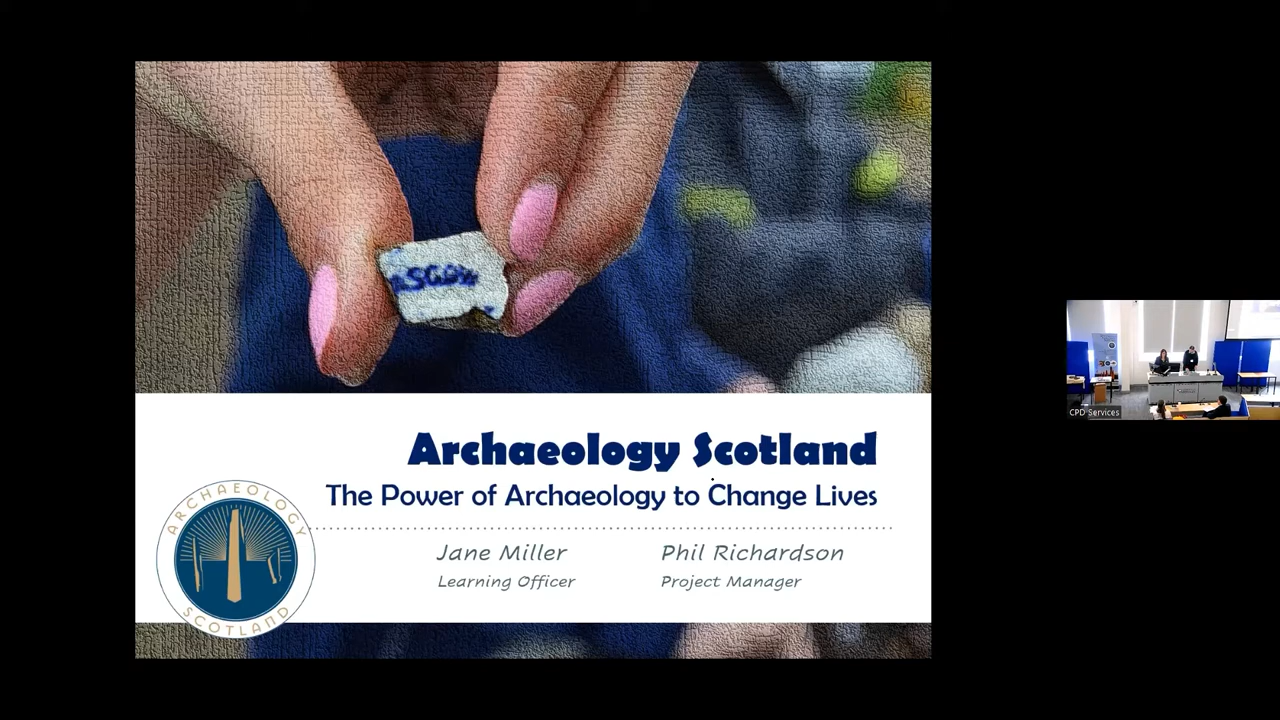 Archaeology Scotland
The Power of Archaeology to Change Lives
Jane Miller
Learning Officer
Phil Richardson
Project Manager
ARCHAEOLOGY
SCOTLAND
CPD Services